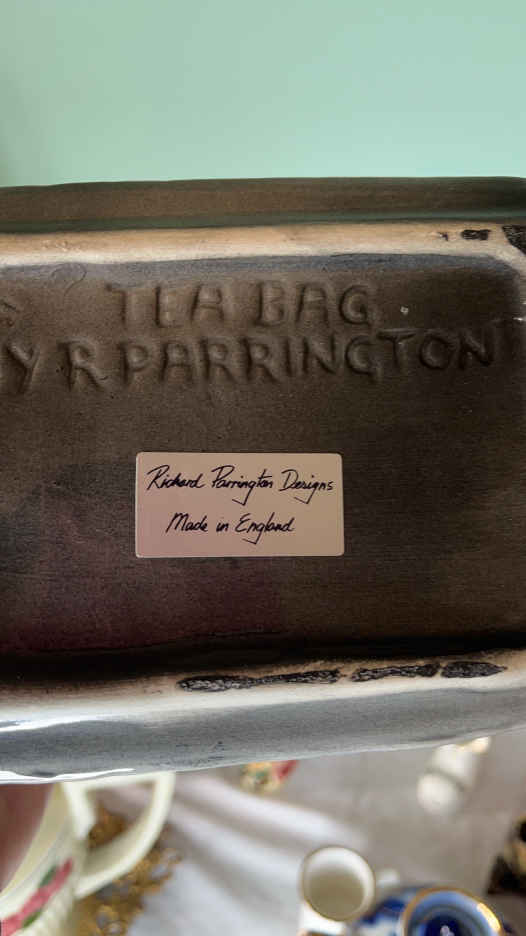 TEA BAG
Y R PARRINGTON
Richard Parrington Designs
Made in England